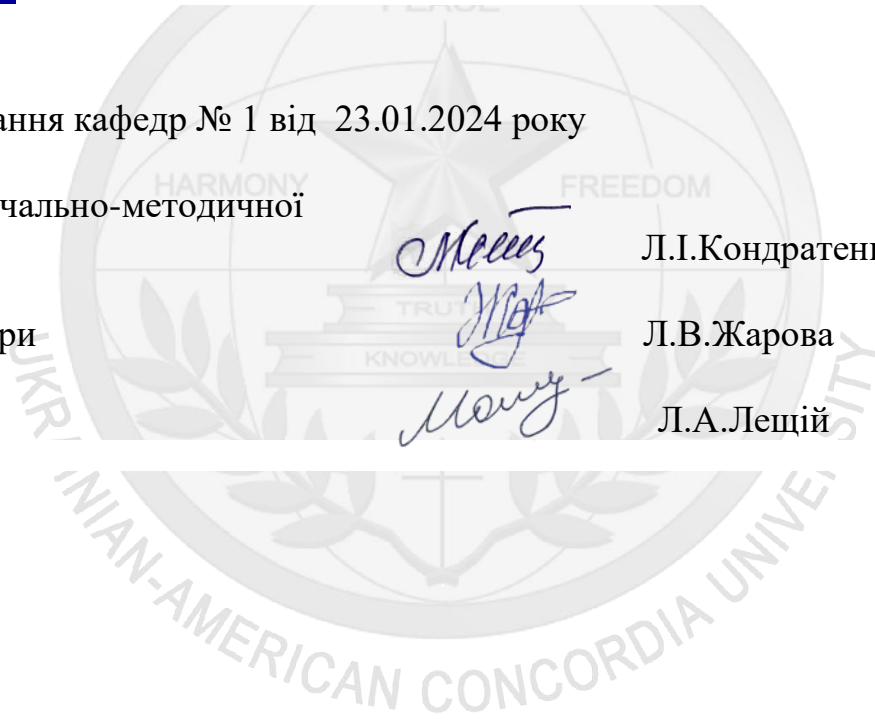 PEACE
ання кафедр № 1 від 23.01.2024 року
HARMONY FREEDOM
чально-методичної
Л.І.Кондратен
TRUTH
ри Л.В.Жарова
KNOWLEDGE
Л.А.Лещій
UKRAINIAN-AMERICAN CONCORDIA UNIVERSITY